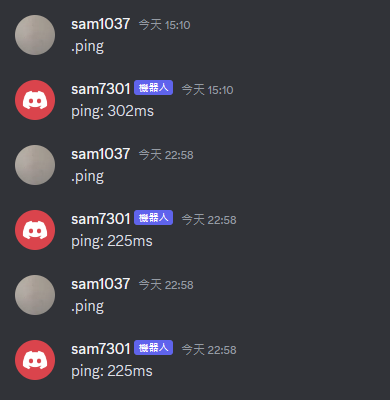 sam1037 今天 15:10
.ping
sam7301 機器人 今天 15:10
ping: 302ms
sam1037 今天 22:58
.ping
sam7301 機器人 今天 22:58
ping: 225ms
sam1037 今天 22:58
.ping
sam7301 機器人 今天 22:58
ping: 225ms